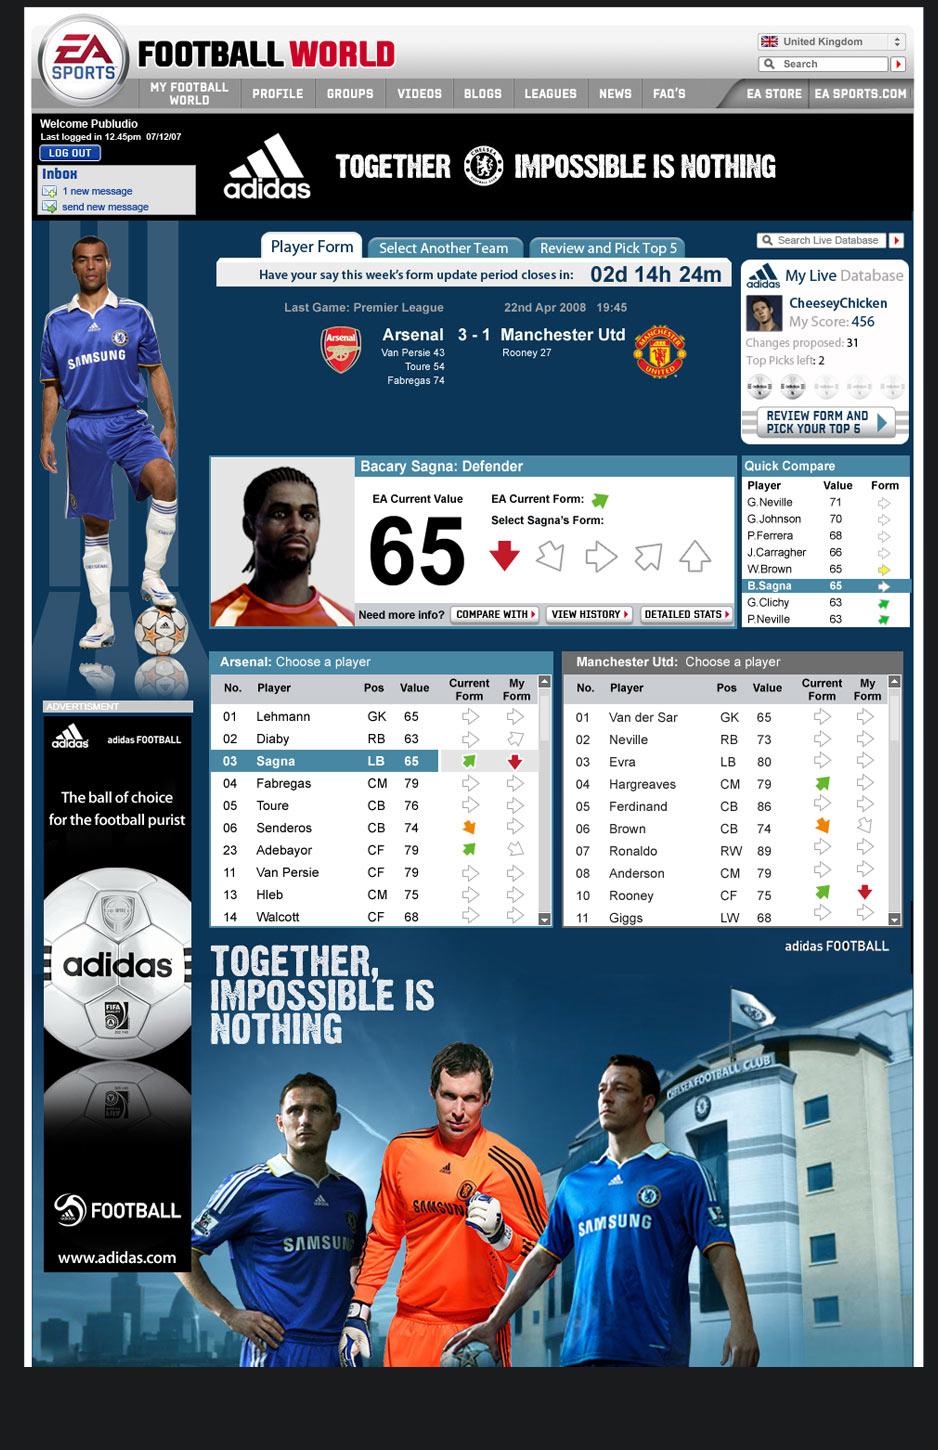 EA
SPORTS
FOOTBALL WORLD
United Kingdom
Search
MY FOOTBALL
WORLD
PROFILE
GROUPS
VIDEOS
BLOGS
LEAGUES
NEWS
FAQ'S
EA STORE
EA SPORTS.COM
Welcome Publudio
Last logged in 12.45pm 07/12/07
LOG OUT
Inbox
1 new message
send new message
adidas
TOGETHER IMPOSSIBLE IS NOTHING
Player Form
Select Another Team
Review and Pick Top 5
Have your say this week's form update period closes in: 02d 14h 24m
Last Game: Premier League 22nd Apr 2008 19:45
Arsenal 3 - 1 Manchester Utd
Van Persie 43 Rooney 27
Toure 54
Fabregas 74
Arsenal
MANCHESTER
UNITED
SAMSUNG
Search Live Database
adidas
My Live Database
CheeseyChicken
My Score: 456
Changes proposed: 31
Top Picks left: 2
REVIEW FORM AND
PICK YOUR TOP 5
Bacary Sagna: Defender
EA Current Value
65
EA Current Form:
Select Sagna's Form:
Need more info?
COMPARE WITH
VIEW HISTORY
DETAILED STATS
Quick Compare
Player Value Form
G.Neville 71
G.Johnson 70
P.Ferrera 68
J.Carragher 66
W.Brown 65
B.Sagna 65
G.Clichy 63
P.Neville 63
Arsenal: Choose a player
No. Player Pos Value Current Form My Form
01 Lehmann GK 65
02 Diaby RB 63
03 Sagna LB 65
04 Fabregas CM 79
05 Toure CB 76
06 Senderos CB 74
23 Adebayor CF 79
11 Van Persie CF 79
13 Hleb CM 75
14 Walcott CF 68
Manchester Utd: Choose a player
No. Player Pos Value Current Form My Form
01 Van der Sar GK 65
02 Neville RB 73
03 Evra LB 80
04 Hargreaves CM 79
05 Ferdinand CB 86
06 Brown CB 74
07 Ronaldo RW 89
08 Anderson CM 79
10 Rooney CF 75
11 Giggs LW 68
ADVERTISMENT
adidas
adidas FOOTBALL
The ball of choice
for the football purist
adidas
FIFA
FOOTBALL
www.adidas.com
adidas FOOTBALL
TOGETHER,
IMPOSSIBLE IS
NOTHING
CHELSEA FOOTBALL CLUB
SAMSUNG
SAMSUNG
SAMSUNG